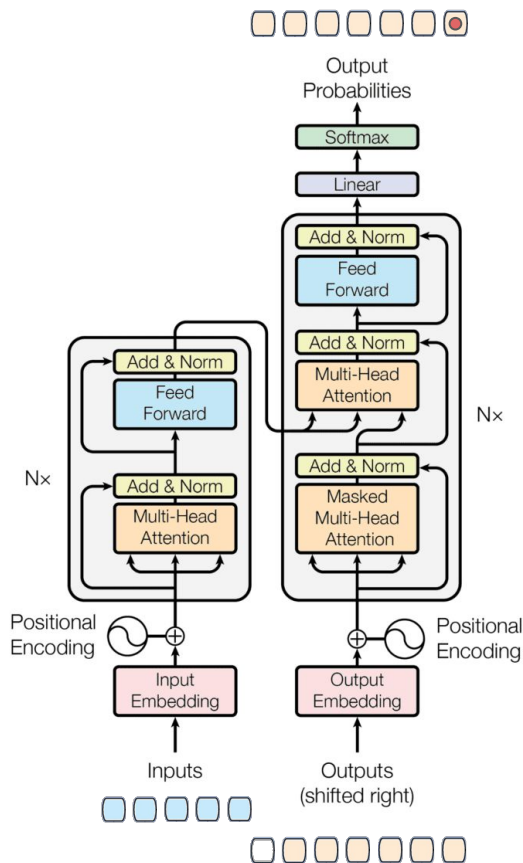 Output
Probabilities
Softmax
Linear
Add & Norm
Feed
Forward
Add & Norm
Multi-Head
Attention
Add & Norm
Masked
Multi-Head
Attention
Nx
Add & Norm
Feed
Forward
Add & Norm
Multi-Head
Attention
Nx
Positional
Encoding
Positional
Encoding
Input
Embedding
Output
Embedding
Inputs
Outputs
(shifted right)